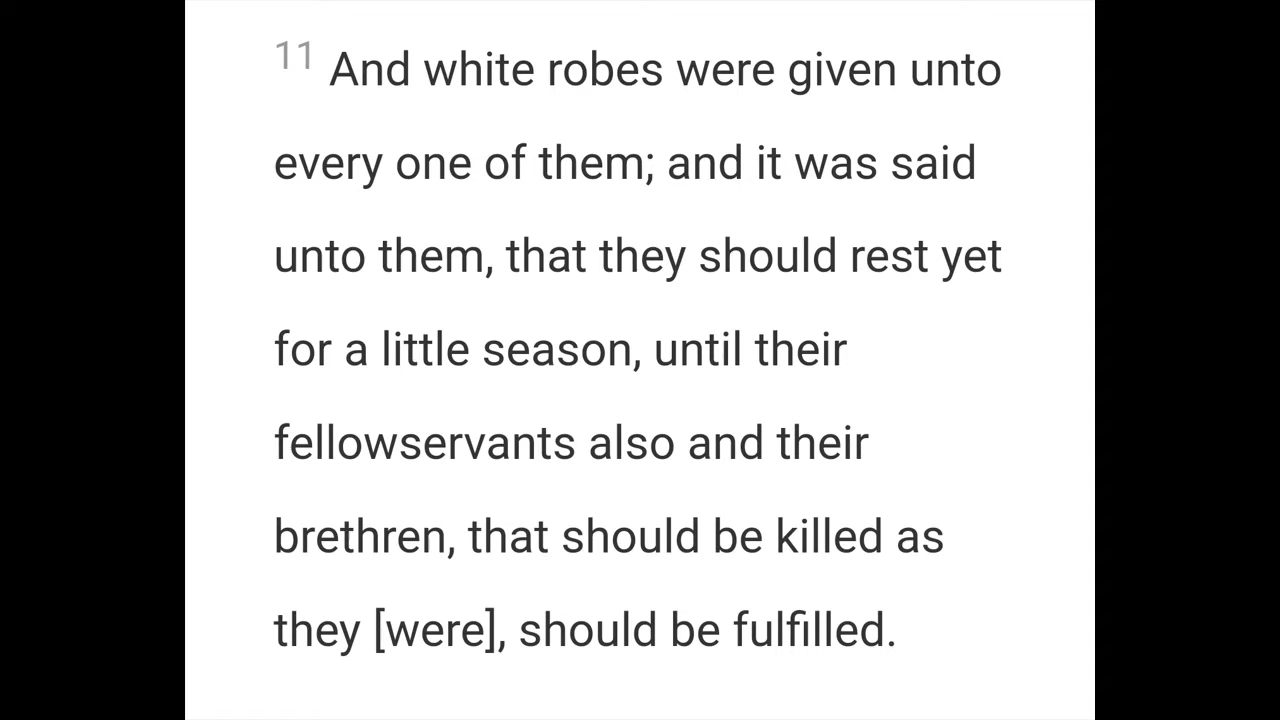 11 And white robes were given unto
every one of them; and it was said
unto them, that they should rest yet
for a little season, until their
fellowservants also and their
brethren, that should be killed as
they [were], should be fulfilled.